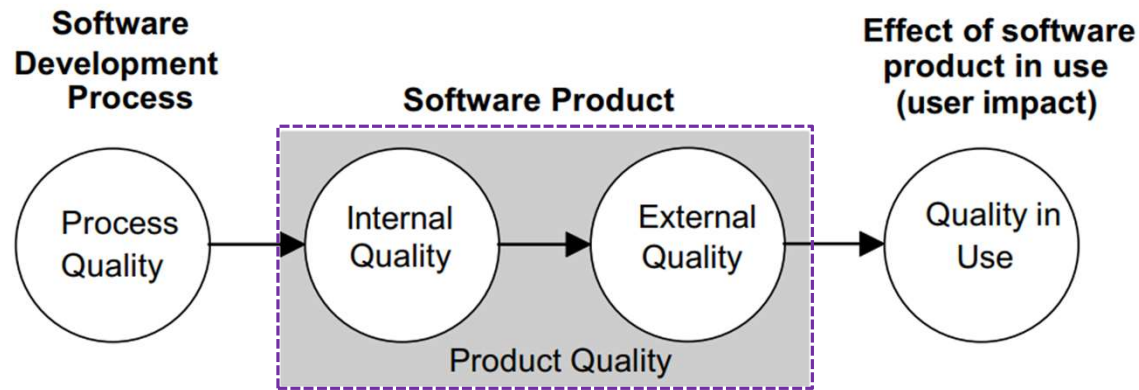 Software
Development
Process
Software Product
Effect of software
product in use
(user impact)
Process
Quality
Internal
Quality
External
Quality
Quality in
Use
Product Quality